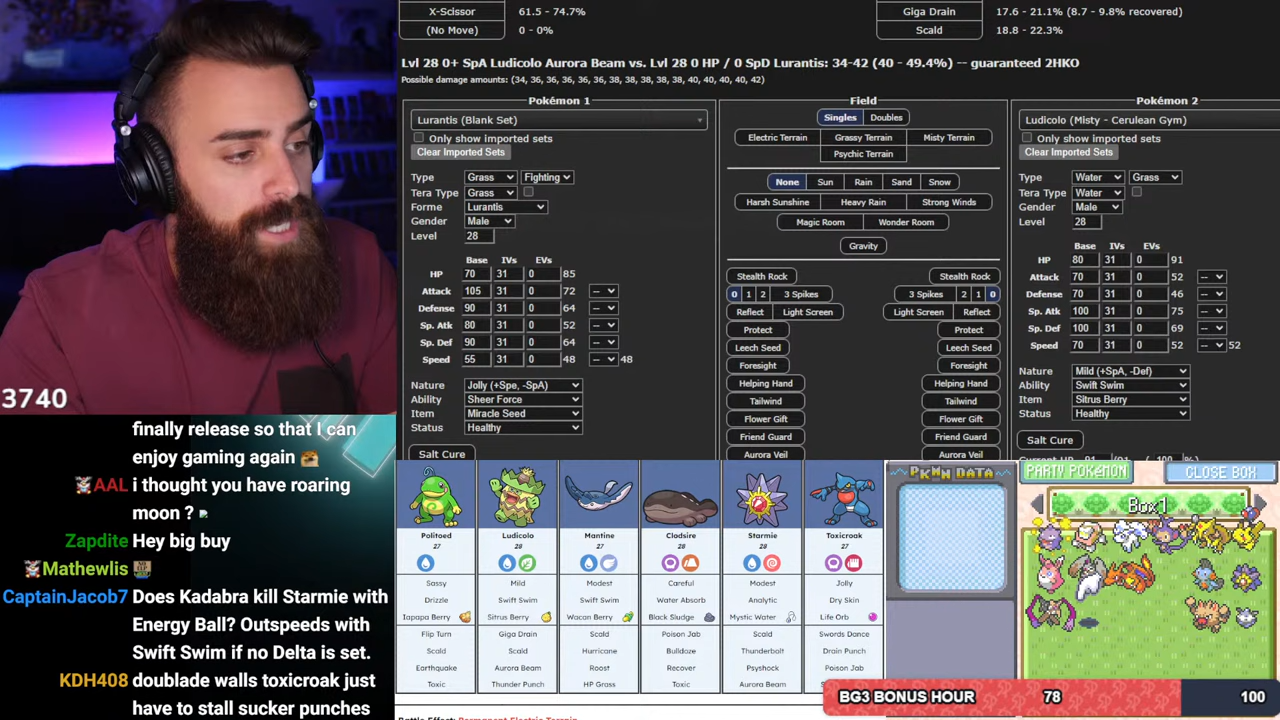 X-Scissor 61.5 - 74.7% Giga Drain 17.6 - 21.1% (8.7 - 9.8% recovered)
(No Move) 0 - 0% Scald 18.8 - 22.3%
Lvl 28 0+ SpA Ludicolo Aurora Beam vs. Lvl 28 0 HP / 0 SpD Lurantis: 34-42 (40 - 49.4%) -- guaranteed 2HKO
Possible damage amounts: (34, 36, 36, 36, 36, 36, 38, 38, 38, 38, 38, 40, 40, 40, 40, 42)
Pokémon 1
Lurantis (Blank Set)
Only show imported sets
Clear Imported Sets
Type Grass Fighting
Tera Type Grass
Forme Lurantis
Gender Male
Level 28
Base IVs EVs
HP 70 31 0 85
Attack 105 31 0 72 --
Defense 90 31 0 64 --
Sp. Atk 80 31 0 52 --
Sp. Def 90 31 0 64 --
Speed 55 31 0 48 -- 48
Nature Jolly (+Spe, -SpA)
Ability Sheer Force
Item Miracle Seed
Status Healthy
Salt Cure
Field
Singles Doubles
Electric Terrain Grassy Terrain Misty Terrain
Psychic Terrain
None Sun Rain Sand Snow
Harsh Sunshine Heavy Rain Strong Winds
Magic Room Wonder Room
Gravity
Stealth Rock Stealth Rock
0 1 2 3 Spikes 3 Spikes 2 1 0
Reflect Light Screen Light Screen Reflect
Protect Protect
Leech Seed Leech Seed
Foresight Foresight
Helping Hand Helping Hand
Tailwind Tailwind
Flower Gift Flower Gift
Friend Guard Friend Guard
Aurora Veil Aurora Veil
Pokémon 2
Ludicolo (Misty - Cerulean Gym)
Only show imported sets
Clear Imported Sets
Type Water Grass
Tera Type Water
Gender Male
Level 28
Base IVs EVs
HP 80 31 0 91
Attack 70 31 0 52 --
Defense 70 31 0 46 --
Sp. Atk 100 31 0 75 --
Sp. Def 100 31 0 69 --
Speed 70 31 0 52 -- 52
Nature Mild (+SpA, -Def)
Ability Swift Swim
Item Sitrus Berry
Status Healthy
Salt Cure
3740
finally release so that I can
enjoy gaming again
AAL i thought you have roaring
moon ?
Zapdite Hey big buy
Mathewlis
CaptainJacob7 Does Kadabra kill Starmie with
Energy Ball? Outspeeds with
Swift Swim if no Delta is set.
KDH408 doublade walls toxicroak just
have to stall sucker punches
Politoed Ludicolo Mantine Clodsire Starmie Toxicroak
27 28 27 28 28 27
Sassy Mild Modest Careful Modest Jolly
Drizzle Swift Swim Swift Swim Water Absorb Analytic Dry Skin
Iapapa Berry Sitrus Berry Wacan Berry Black Sludge Mystic Water Life Orb
Flip Turn Giga Drain Scald Poison Jab Scald Swords Dance
Scald Scald Hurricane Bulldoze Thunderbolt Drain Punch
Earthquake Aurora Beam Roost Recover Psyshock Poison Jab
Toxic Thunder Punch HP Grass Toxic Aurora Beam
PKMN DATA
PARTY POKéMON CLOSE BOX
Box1
BG3 BONUS HOUR 78 100